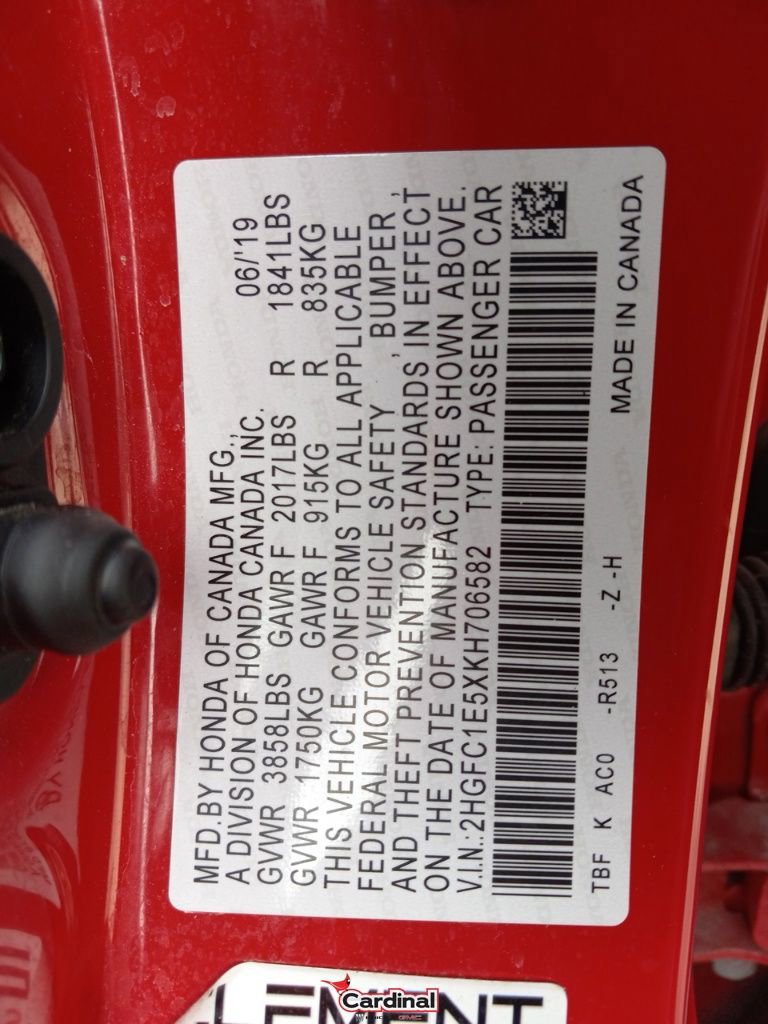 MFD.BY HONDA OF CANADA MFG.,
A DIVISION OF HONDA CANADA INC. 06/'19
GVWR 3858LBS GAWR F 2017LBS R 1841LBS
GVWR 1750KG GAWR F 915KG R 835KG
THIS VEHICLE CONFORMS TO ALL APPLICABLE
FEDERAL MOTOR VEHICLE SAFETY , BUMPER ,
AND THEFT PREVENTION STANDARDS IN EFFECT
ON THE DATE OF MANUFACTURE SHOWN ABOVE.
V.I.N.:2HGFC1E5XKH706582 TYPE: PASSENGER CAR
TBF K AC0 -R513 -Z -H MADE IN CANADA
Cardinal
GMC